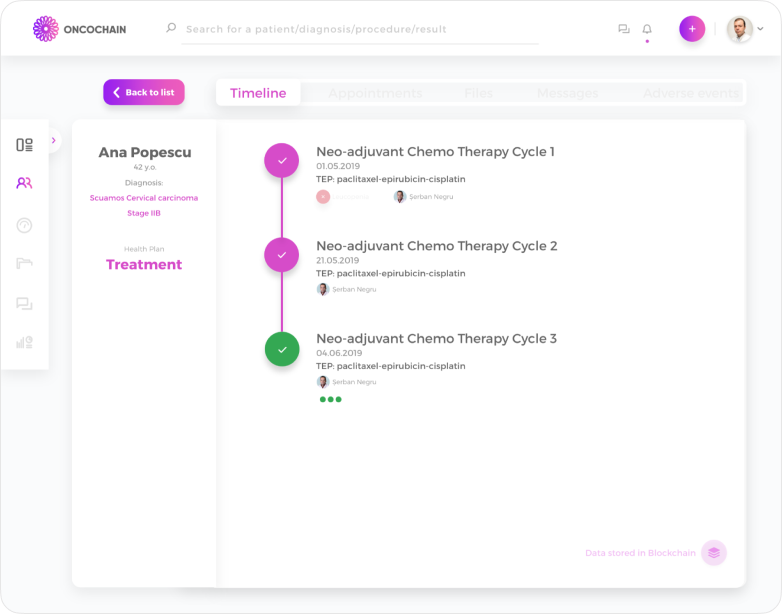 ONCOCHAIN
Search for a patient/diagnosis/procedure/result
Back to list
Timeline
Appointments
Files
Messages
Adverse events
Ana Popescu
42 y.o.
Diagnosis:
Scuamos Cervical carcinoma
Stage IIB
Health Plan
Treatment
Neo-adjuvant Chemo Therapy Cycle 1
01.05.2019
TEP: paclitaxel-epirubicin-cisplatin
Serban Negru
Neo-adjuvant Chemo Therapy Cycle 2
21.05.2019
TEP: paclitaxel-epirubicin-cisplatin
Serban Negru
Neo-adjuvant Chemo Therapy Cycle 3
04.06.2019
TEP: paclitaxel-epirubicin-cisplatin
Serban Negru
Data stored in Blockchain